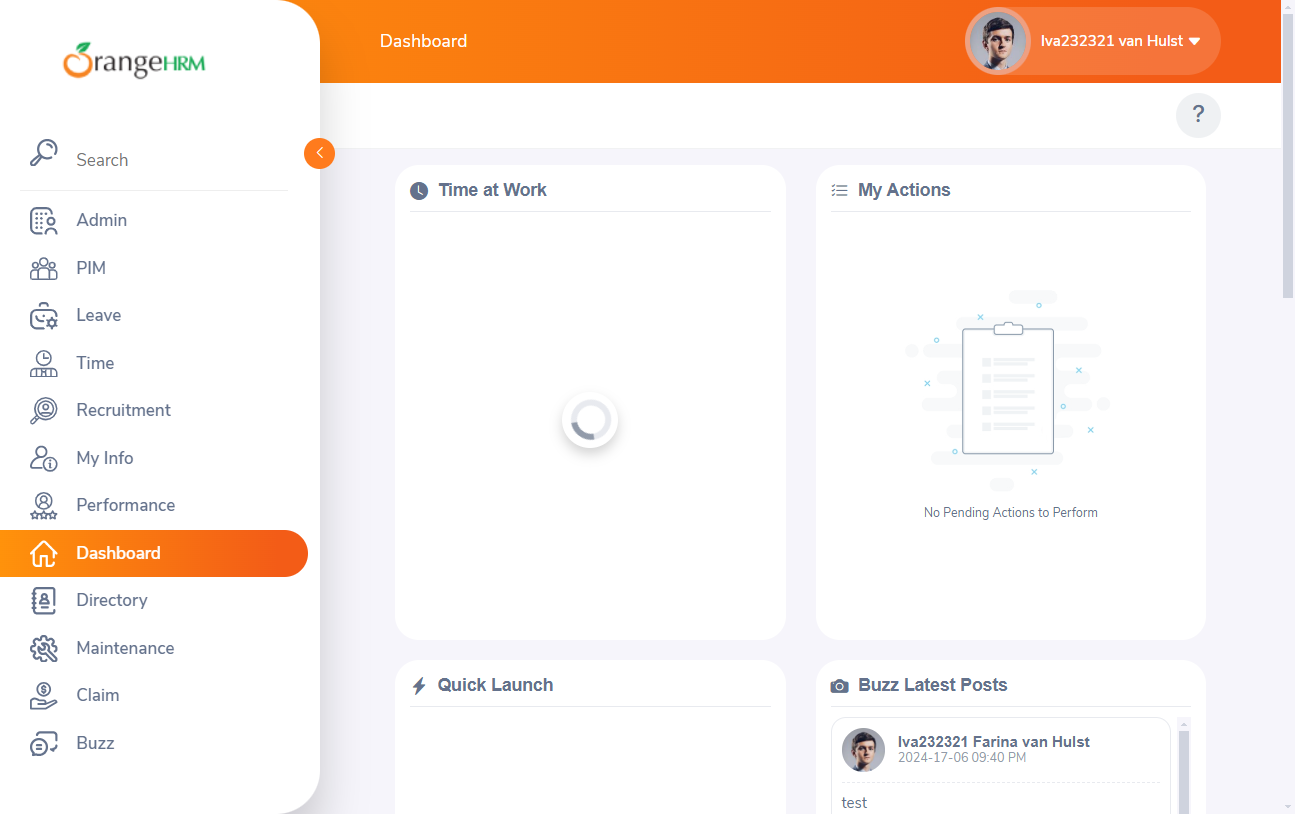 OrangeHRM
Dashboard
Iva232321 van Hulst
?
Search
Admin
PIM
Leave
Time
Recruitment
My Info
Performance
Dashboard
Directory
Maintenance
Claim
Buzz
Time at Work
My Actions
No Pending Actions to Perform
Quick Launch
Buzz Latest Posts
Iva232321 Farina van Hulst
2024-17-06 09:40 PM
test